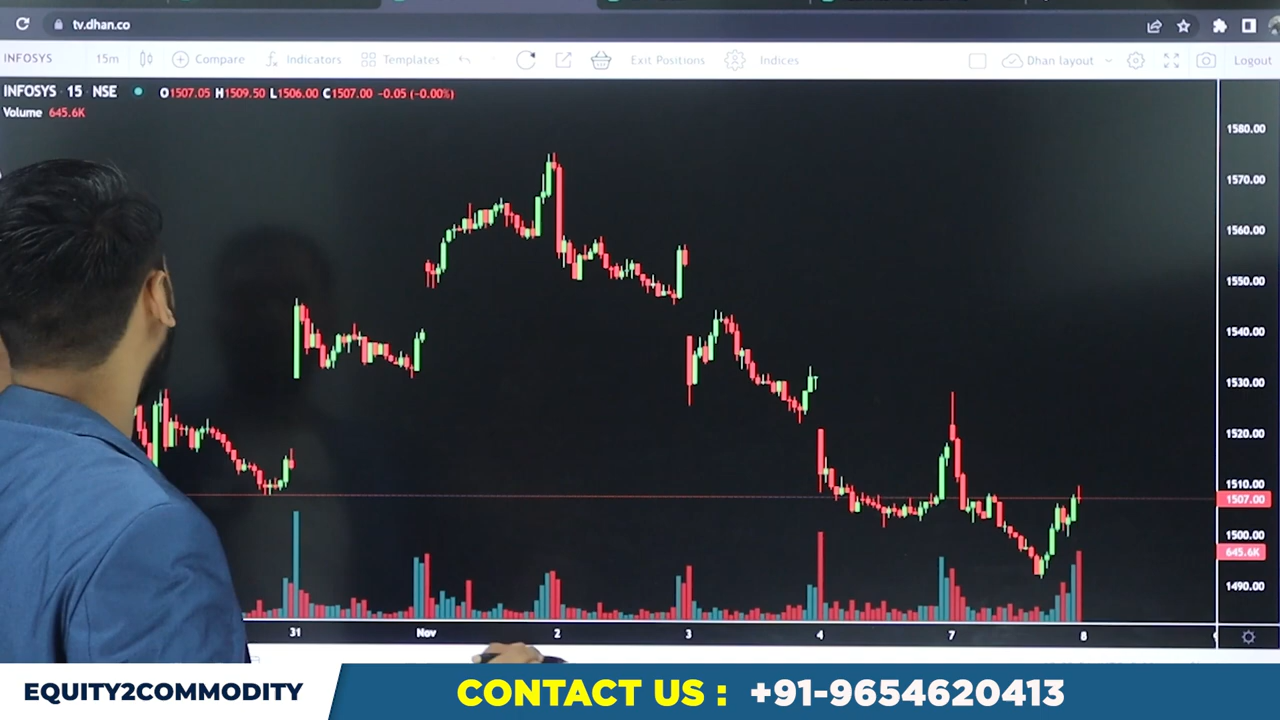 tv.dhan.co
INFOSYS 15m Compare Indicators Templates Exit Positions Indices Dhan layout Logout
INFOSYS 15 NSE O1507.05 H1509.50 L1506.00 C1507.00 -0.05 (-0.00%)
Volume 645.6K
1580.00
1570.00
1560.00
1550.00
1540.00
1530.00
1520.00
1510.00
1507.00
1500.00
645.6K
1490.00
31 Nov 2 3 4 7 8
EQUITY2COMMODITY CONTACT US : +91-9654620413